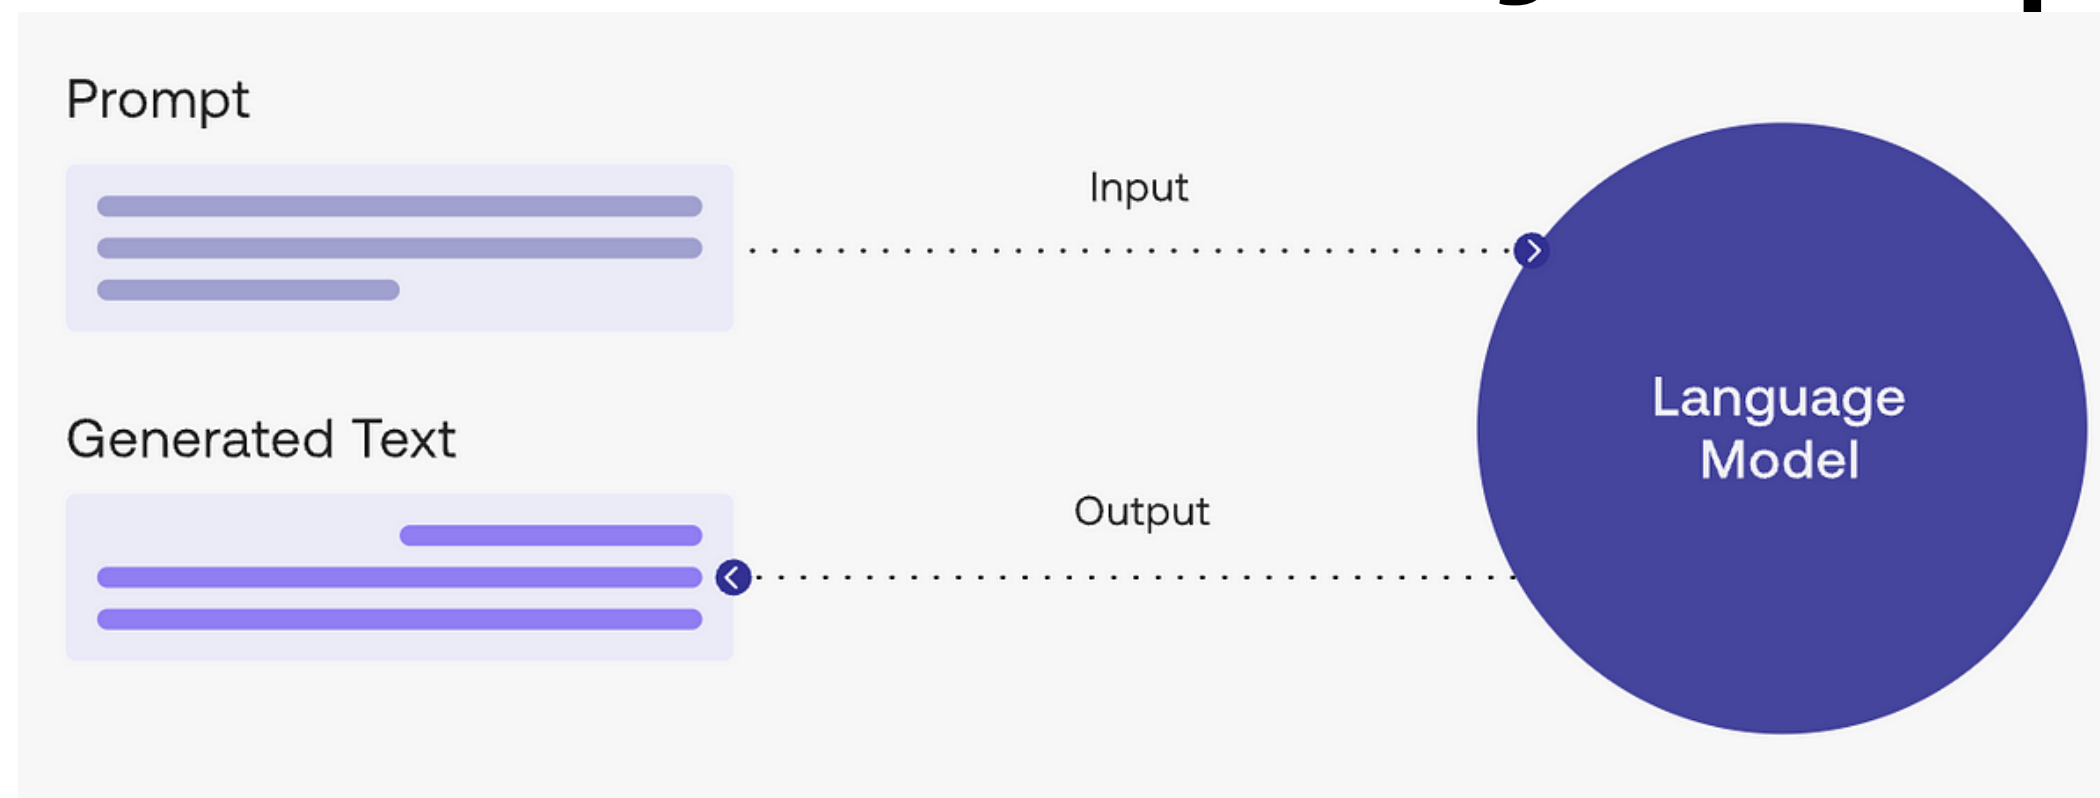 Prompt
Input
Generated Text
Output
Language
Model